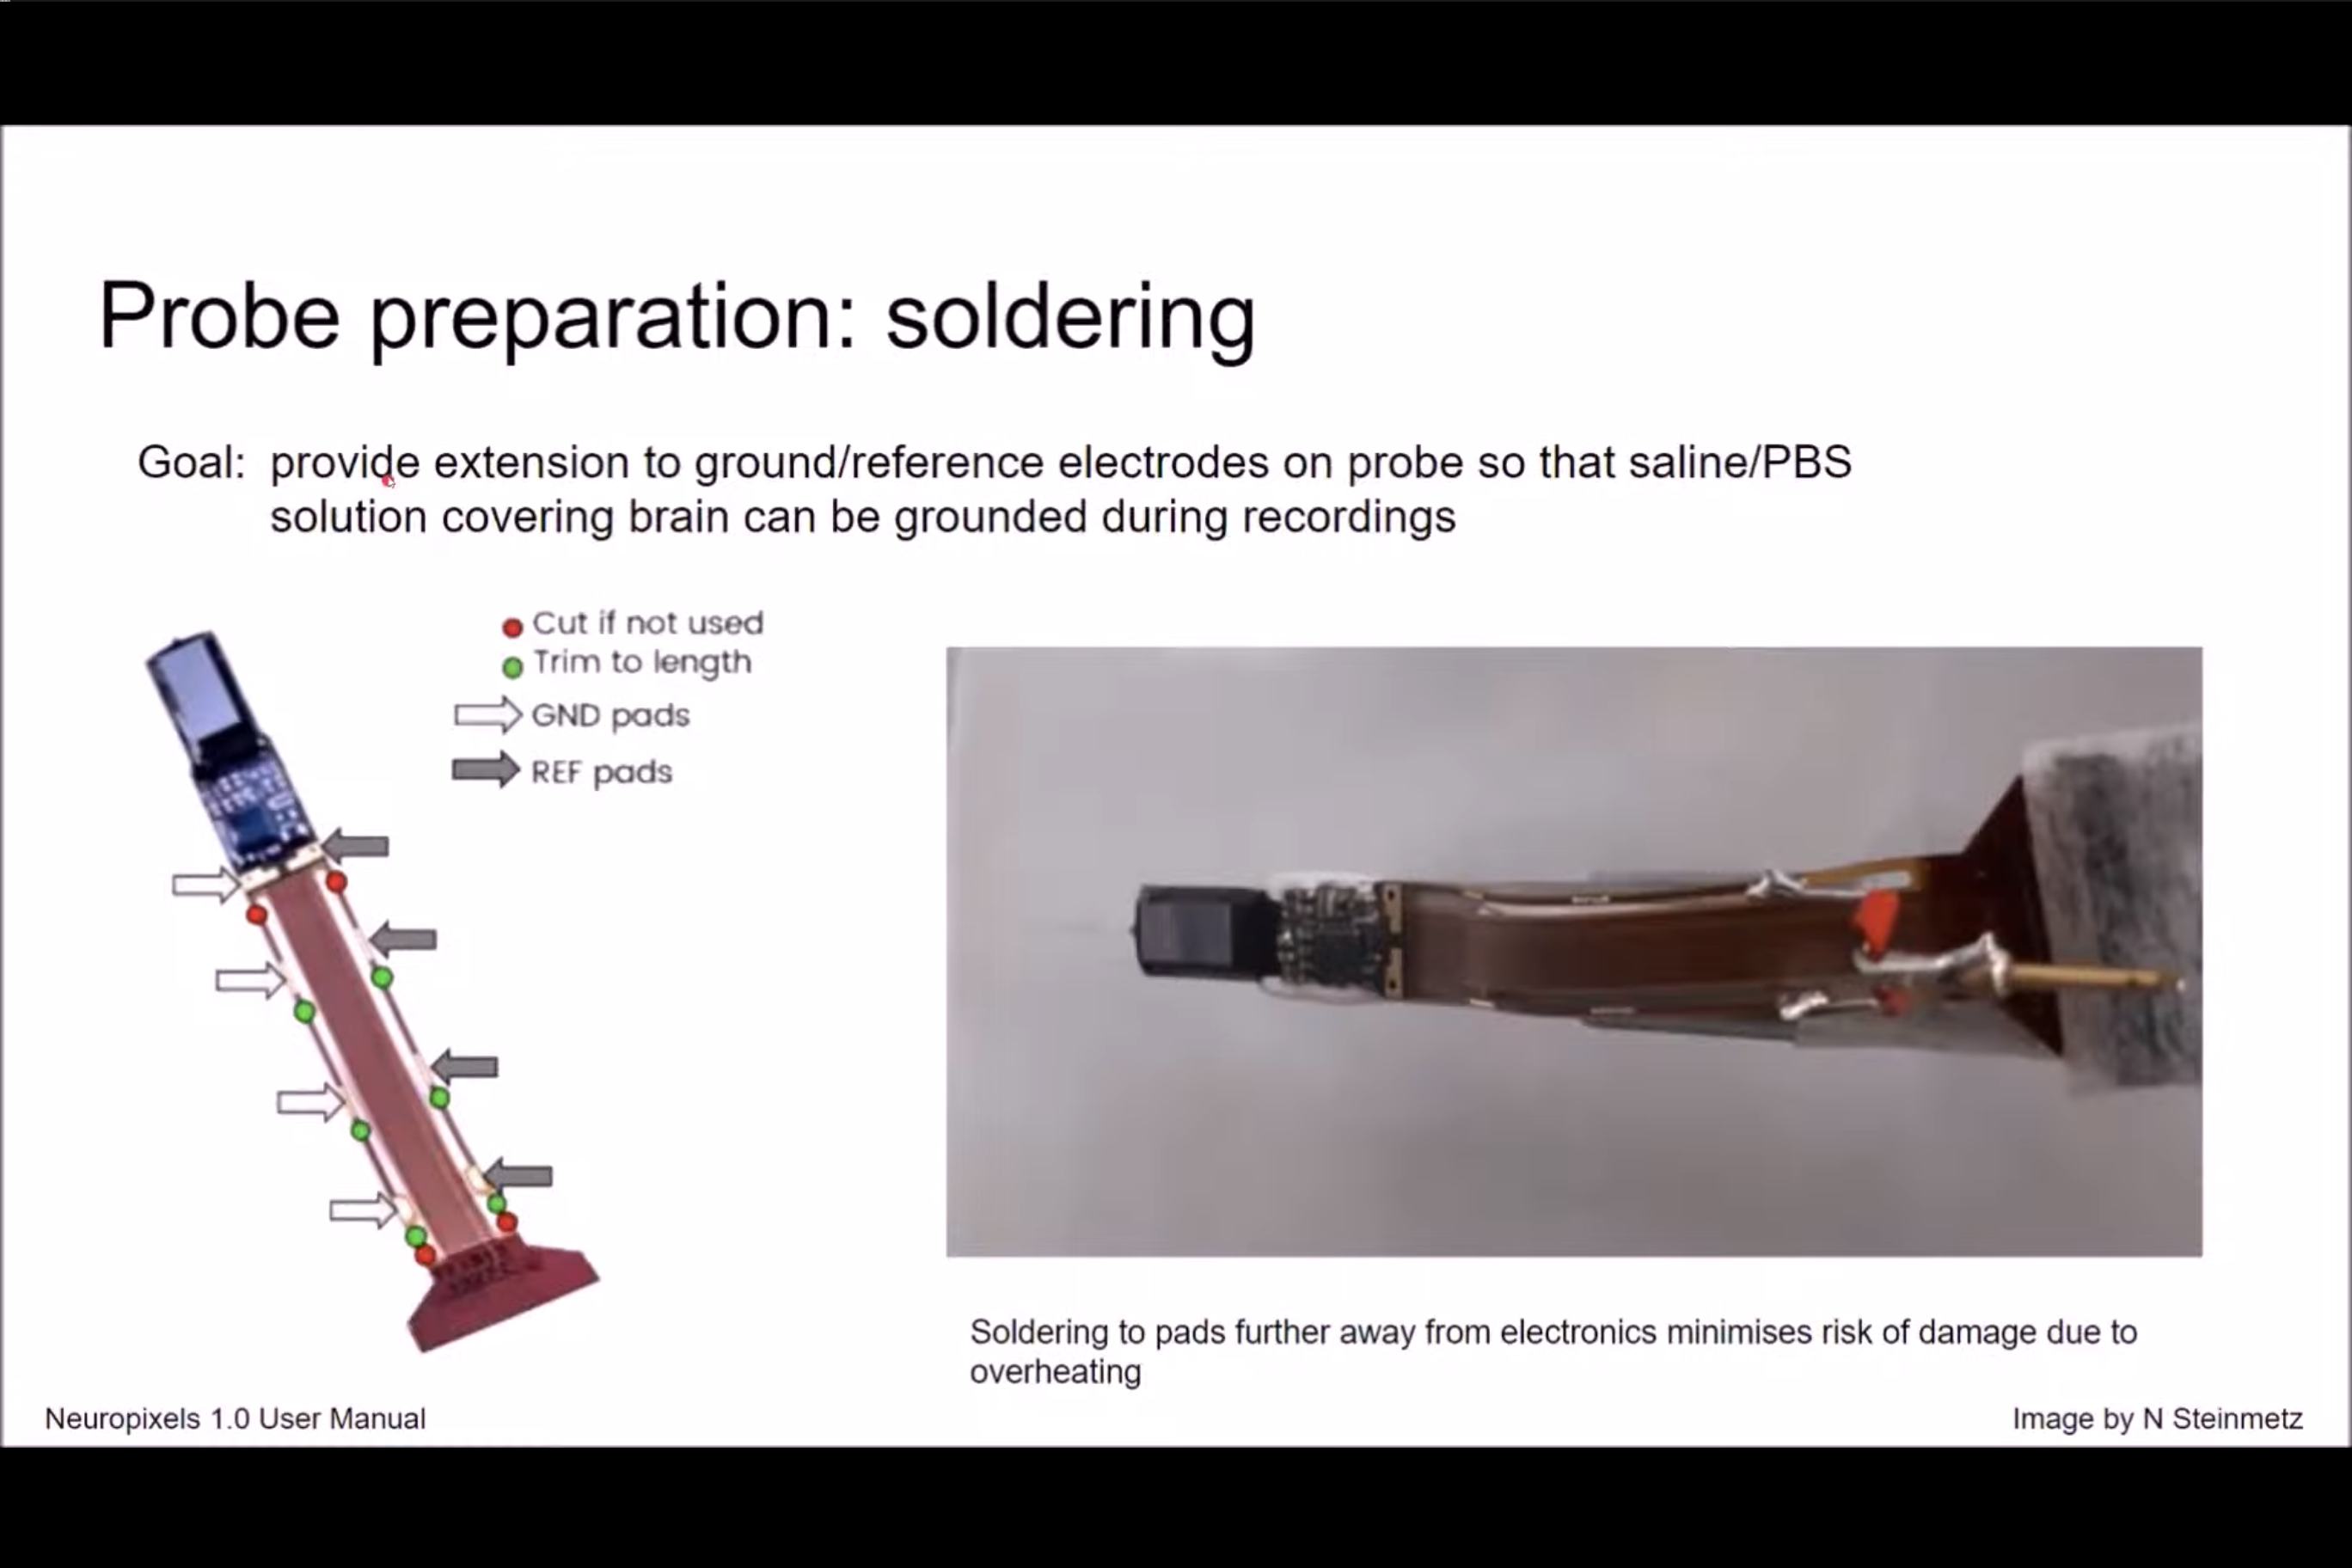 Probe preparation: soldering
Goal: provide extension to ground/reference electrodes on probe so that saline/PBS
solution covering brain can be grounded during recordings
Cut if not used
Trim to length
GND pads
REF pads
Soldering to pads further away from electronics minimises risk of damage due to
overheating
Neuropixels 1.0 User Manual
Image by N Steinmetz